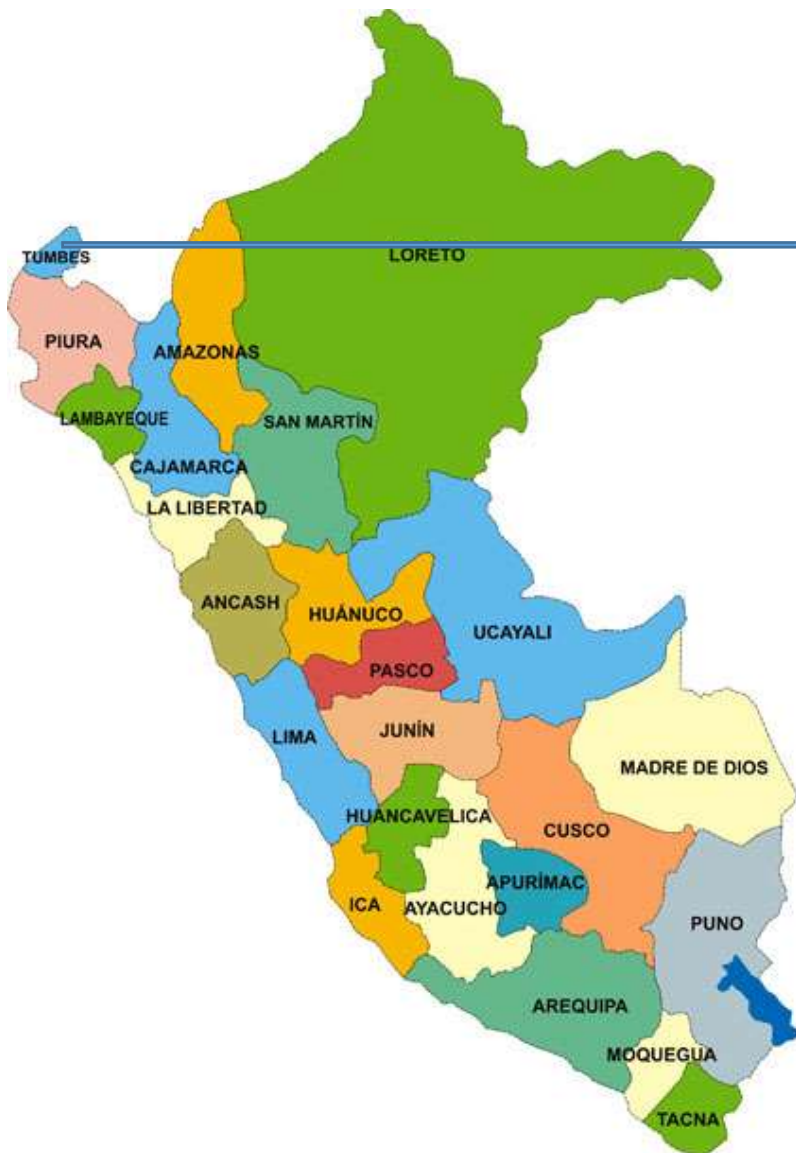 TUMBES
LORETO
PIURA
AMAZONAS
LAMBAYEQUE
SAN MARTÍN
CAJAMARCA
LA LIBERTAD
ANCASH
HUÁNUCO
UCAYALI
PASCO
LIMA
JUNÍN
MADRE DE DIOS
HUANCAVELICA
CUSCO
APURÍMAC
ICA
AYACUCHO
PUNO
AREQUIPA
MOQUEGUA
TACNA